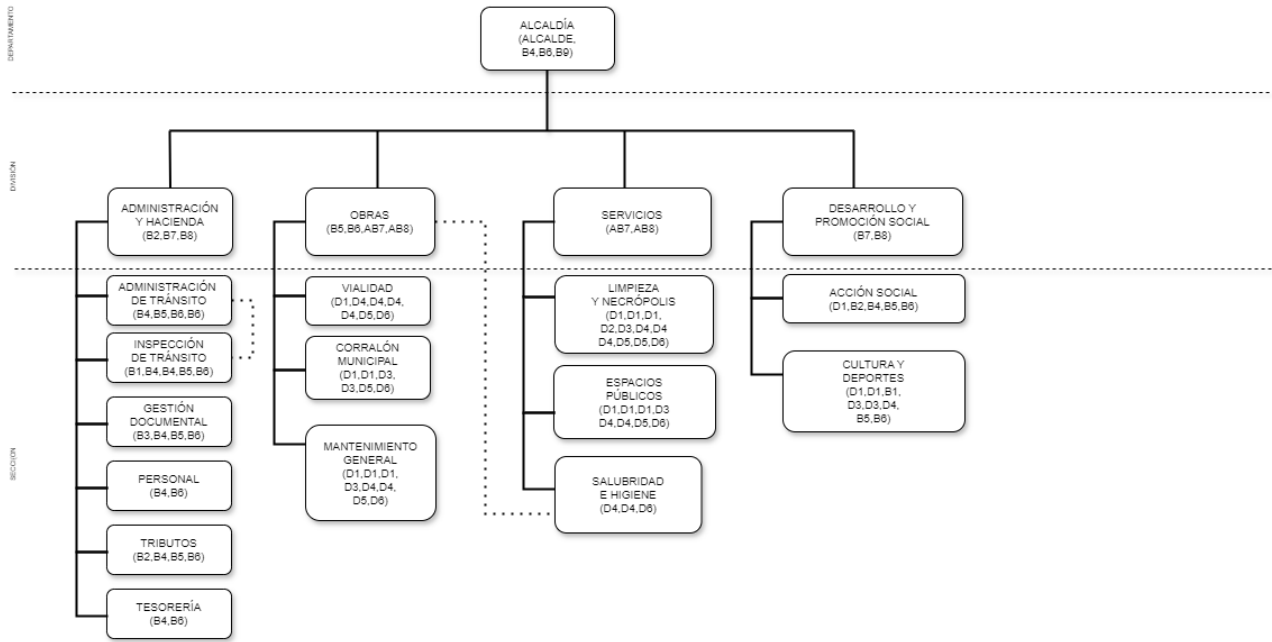 DEPARTAMENTO
ALCALDÍA
(ALCALDE,
B4,B6,B9)
DIVISIÓN
ADMINISTRACIÓN
Y HACIENDA
(B2,B7,B8)
OBRAS
(B5,B6,AB7,AB8)
SERVICIOS
(AB7,AB8)
DESARROLLO Y
PROMOCIÓN SOCIAL
(B7,B8)
SECCION
ADMINISTRACIÓN
DE TRÁNSITO
(B4,B5,B6,B6)
INSPECCIÓN
DE TRÁNSITO
(B1,B4,B4,B5,B6)
GESTIÓN
DOCUMENTAL
(B3,B4,B5,B6)
PERSONAL
(B4,B6)
TRIBUTOS
(B2,B4,B5,B6)
TESORERÍA
(B4,B6)
VIALIDAD
(D1,D4,D4,D4,
D4,D5,D6)
CORRALÓN
MUNICIPAL
(D1,D1,D3,
D3,D5,D6)
MANTENIMIENTO
GENERAL
(D1,D1,D1,
D3,D4,D4,
D5,D6)
LIMPIEZA
Y NECRÓPOLIS
(D1,D1,D1,
D2,D3,D4,D4
D4,D5,D5,D6)
ESPACIOS
PÚBLICOS
(D1,D1,D1,D3
D4,D4,D5,D6)
SALUBRIDAD
E HIGIENE
(D4,D4,D6)
ACCIÓN SOCIAL
(D1,B2,B4,B5,B6)
CULTURA Y
DEPORTES
(D1,D1,B1,
D3,D3,D4,
B5,B6)